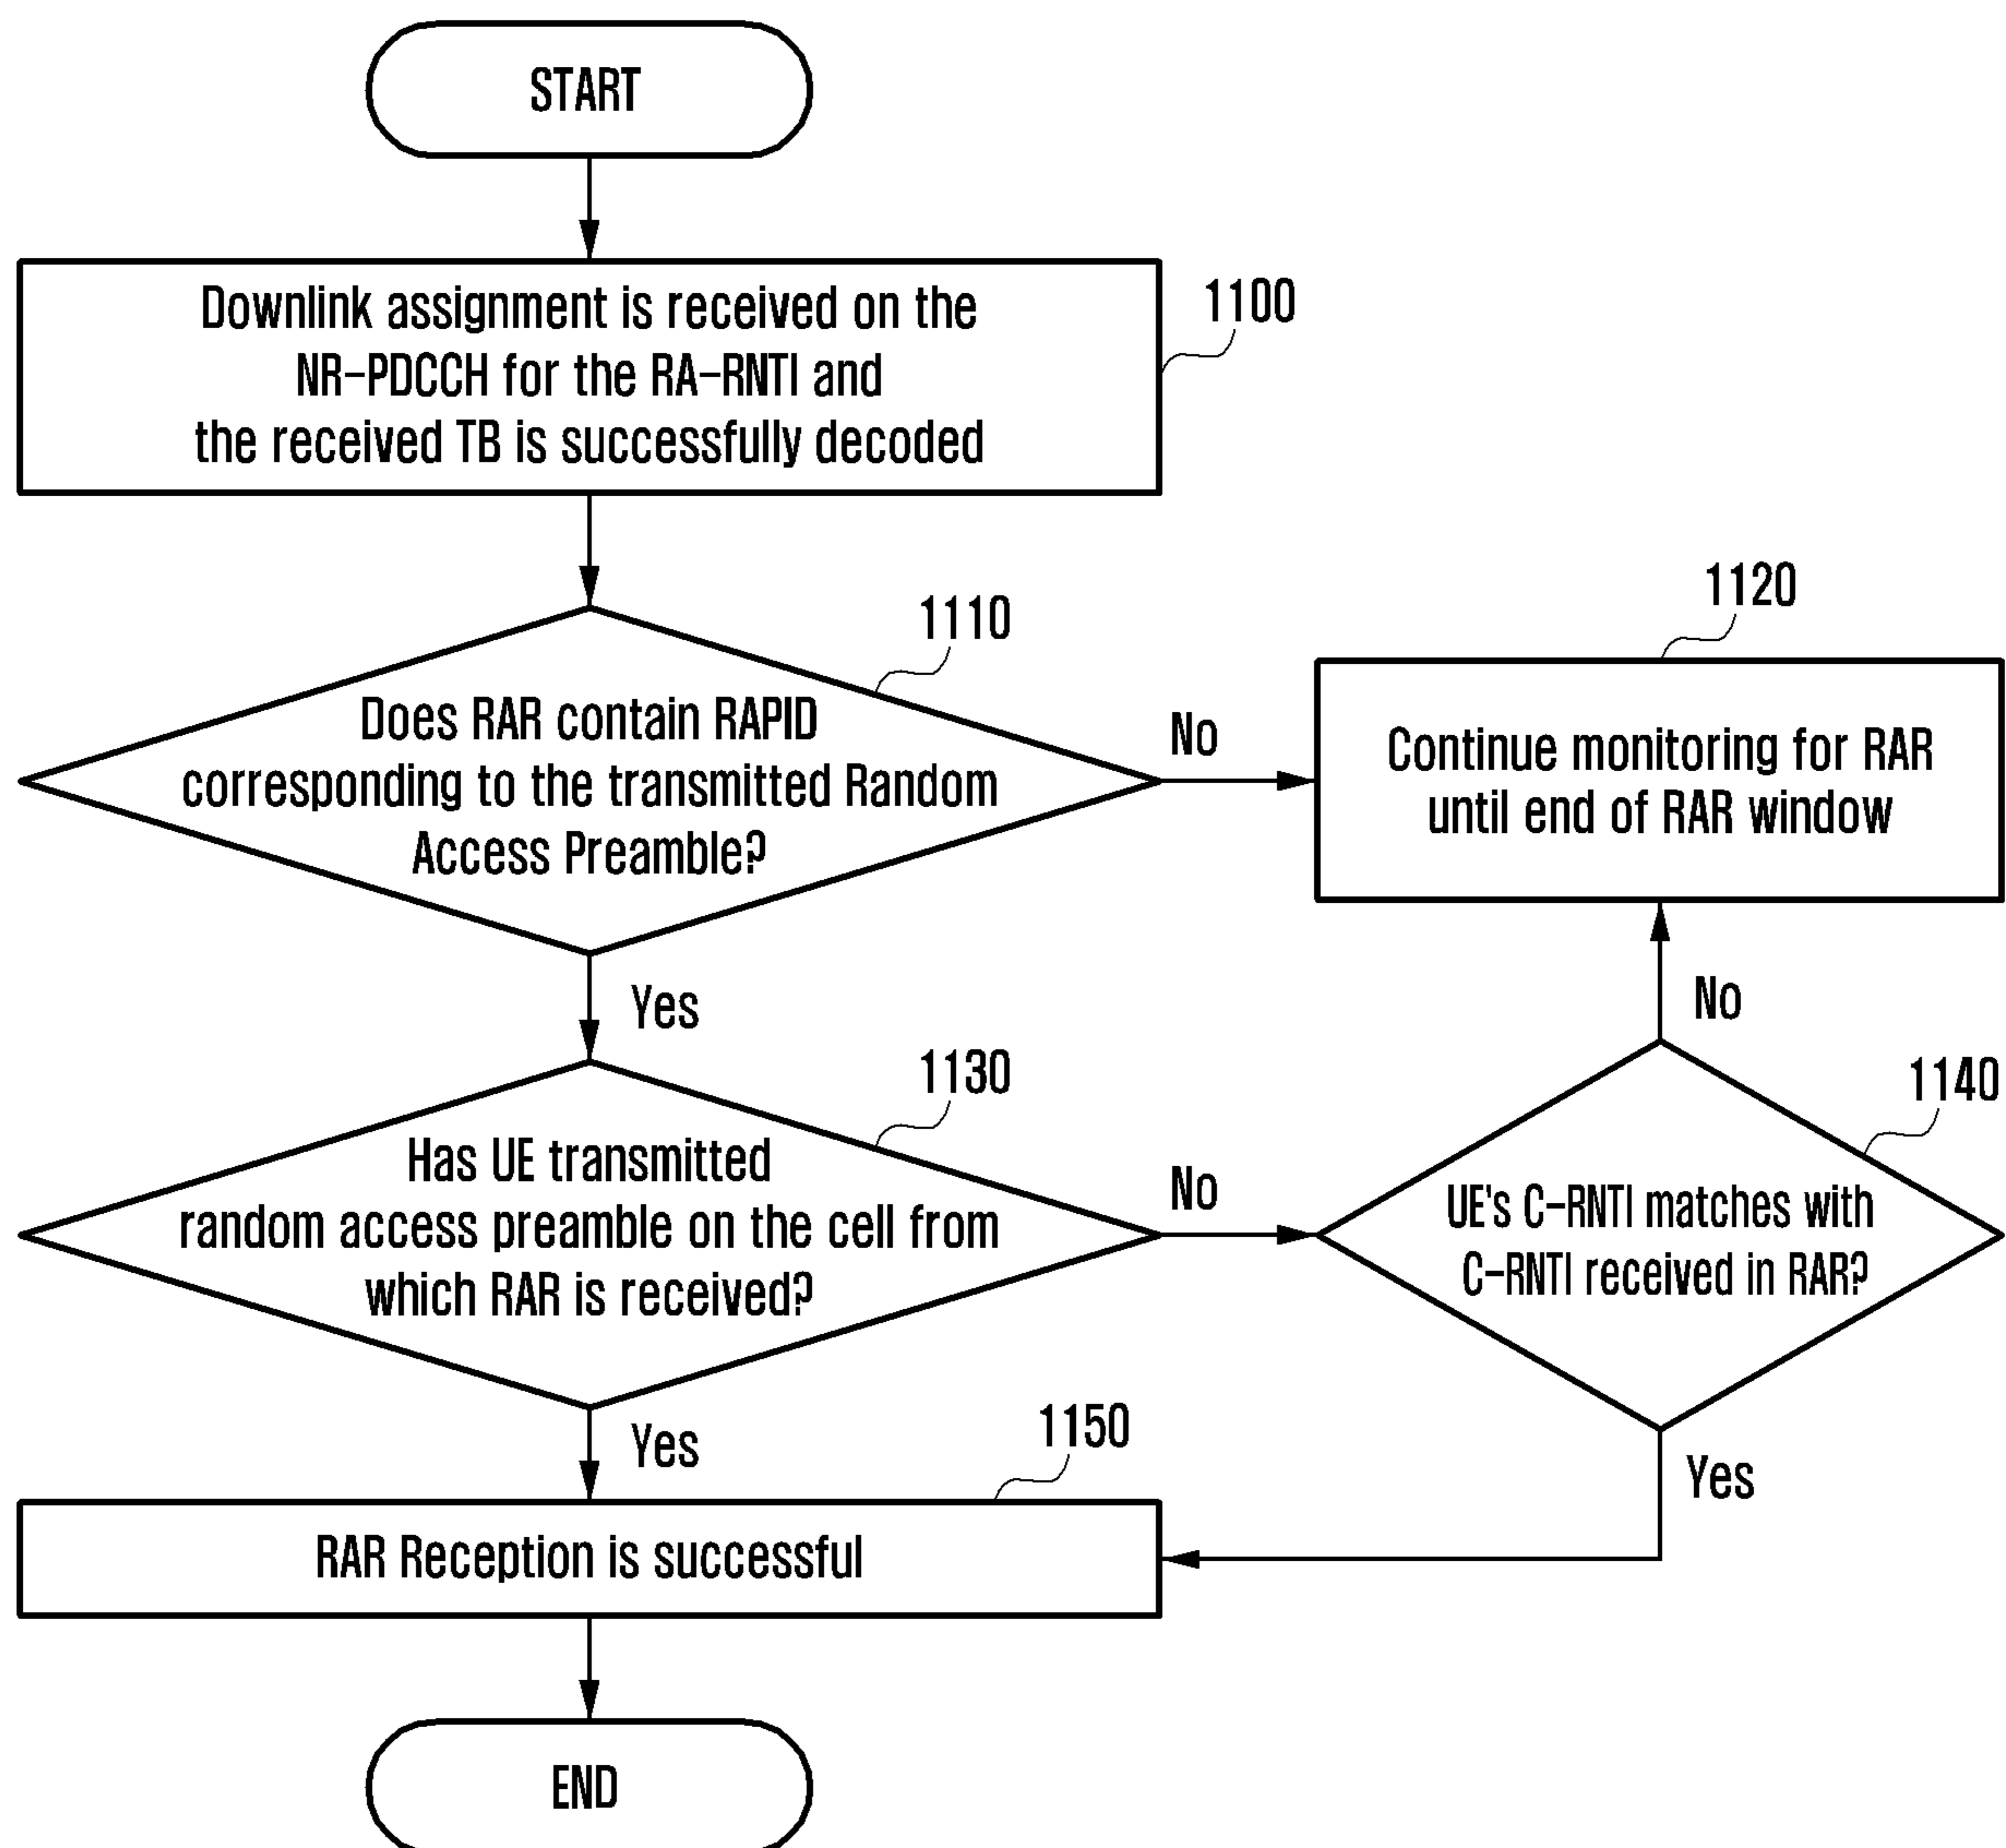 START
Downlink assignment is received on the
NR-PDCCH for the RA-RNTI and
the received TB is successfully decoded
1100
1110
Does RAR contain RAPID
corresponding to the transmitted Random
Access Preamble?
No
1120
Continue monitoring for RAR
until end of RAR window
Yes
No
1130
Has UE transmitted
random access preamble on the cell from
which RAR is received?
No
1140
UE's C-RNTI matches with
C-RNTI received in RAR?
Yes
Yes
1150
RAR Reception is successful
END